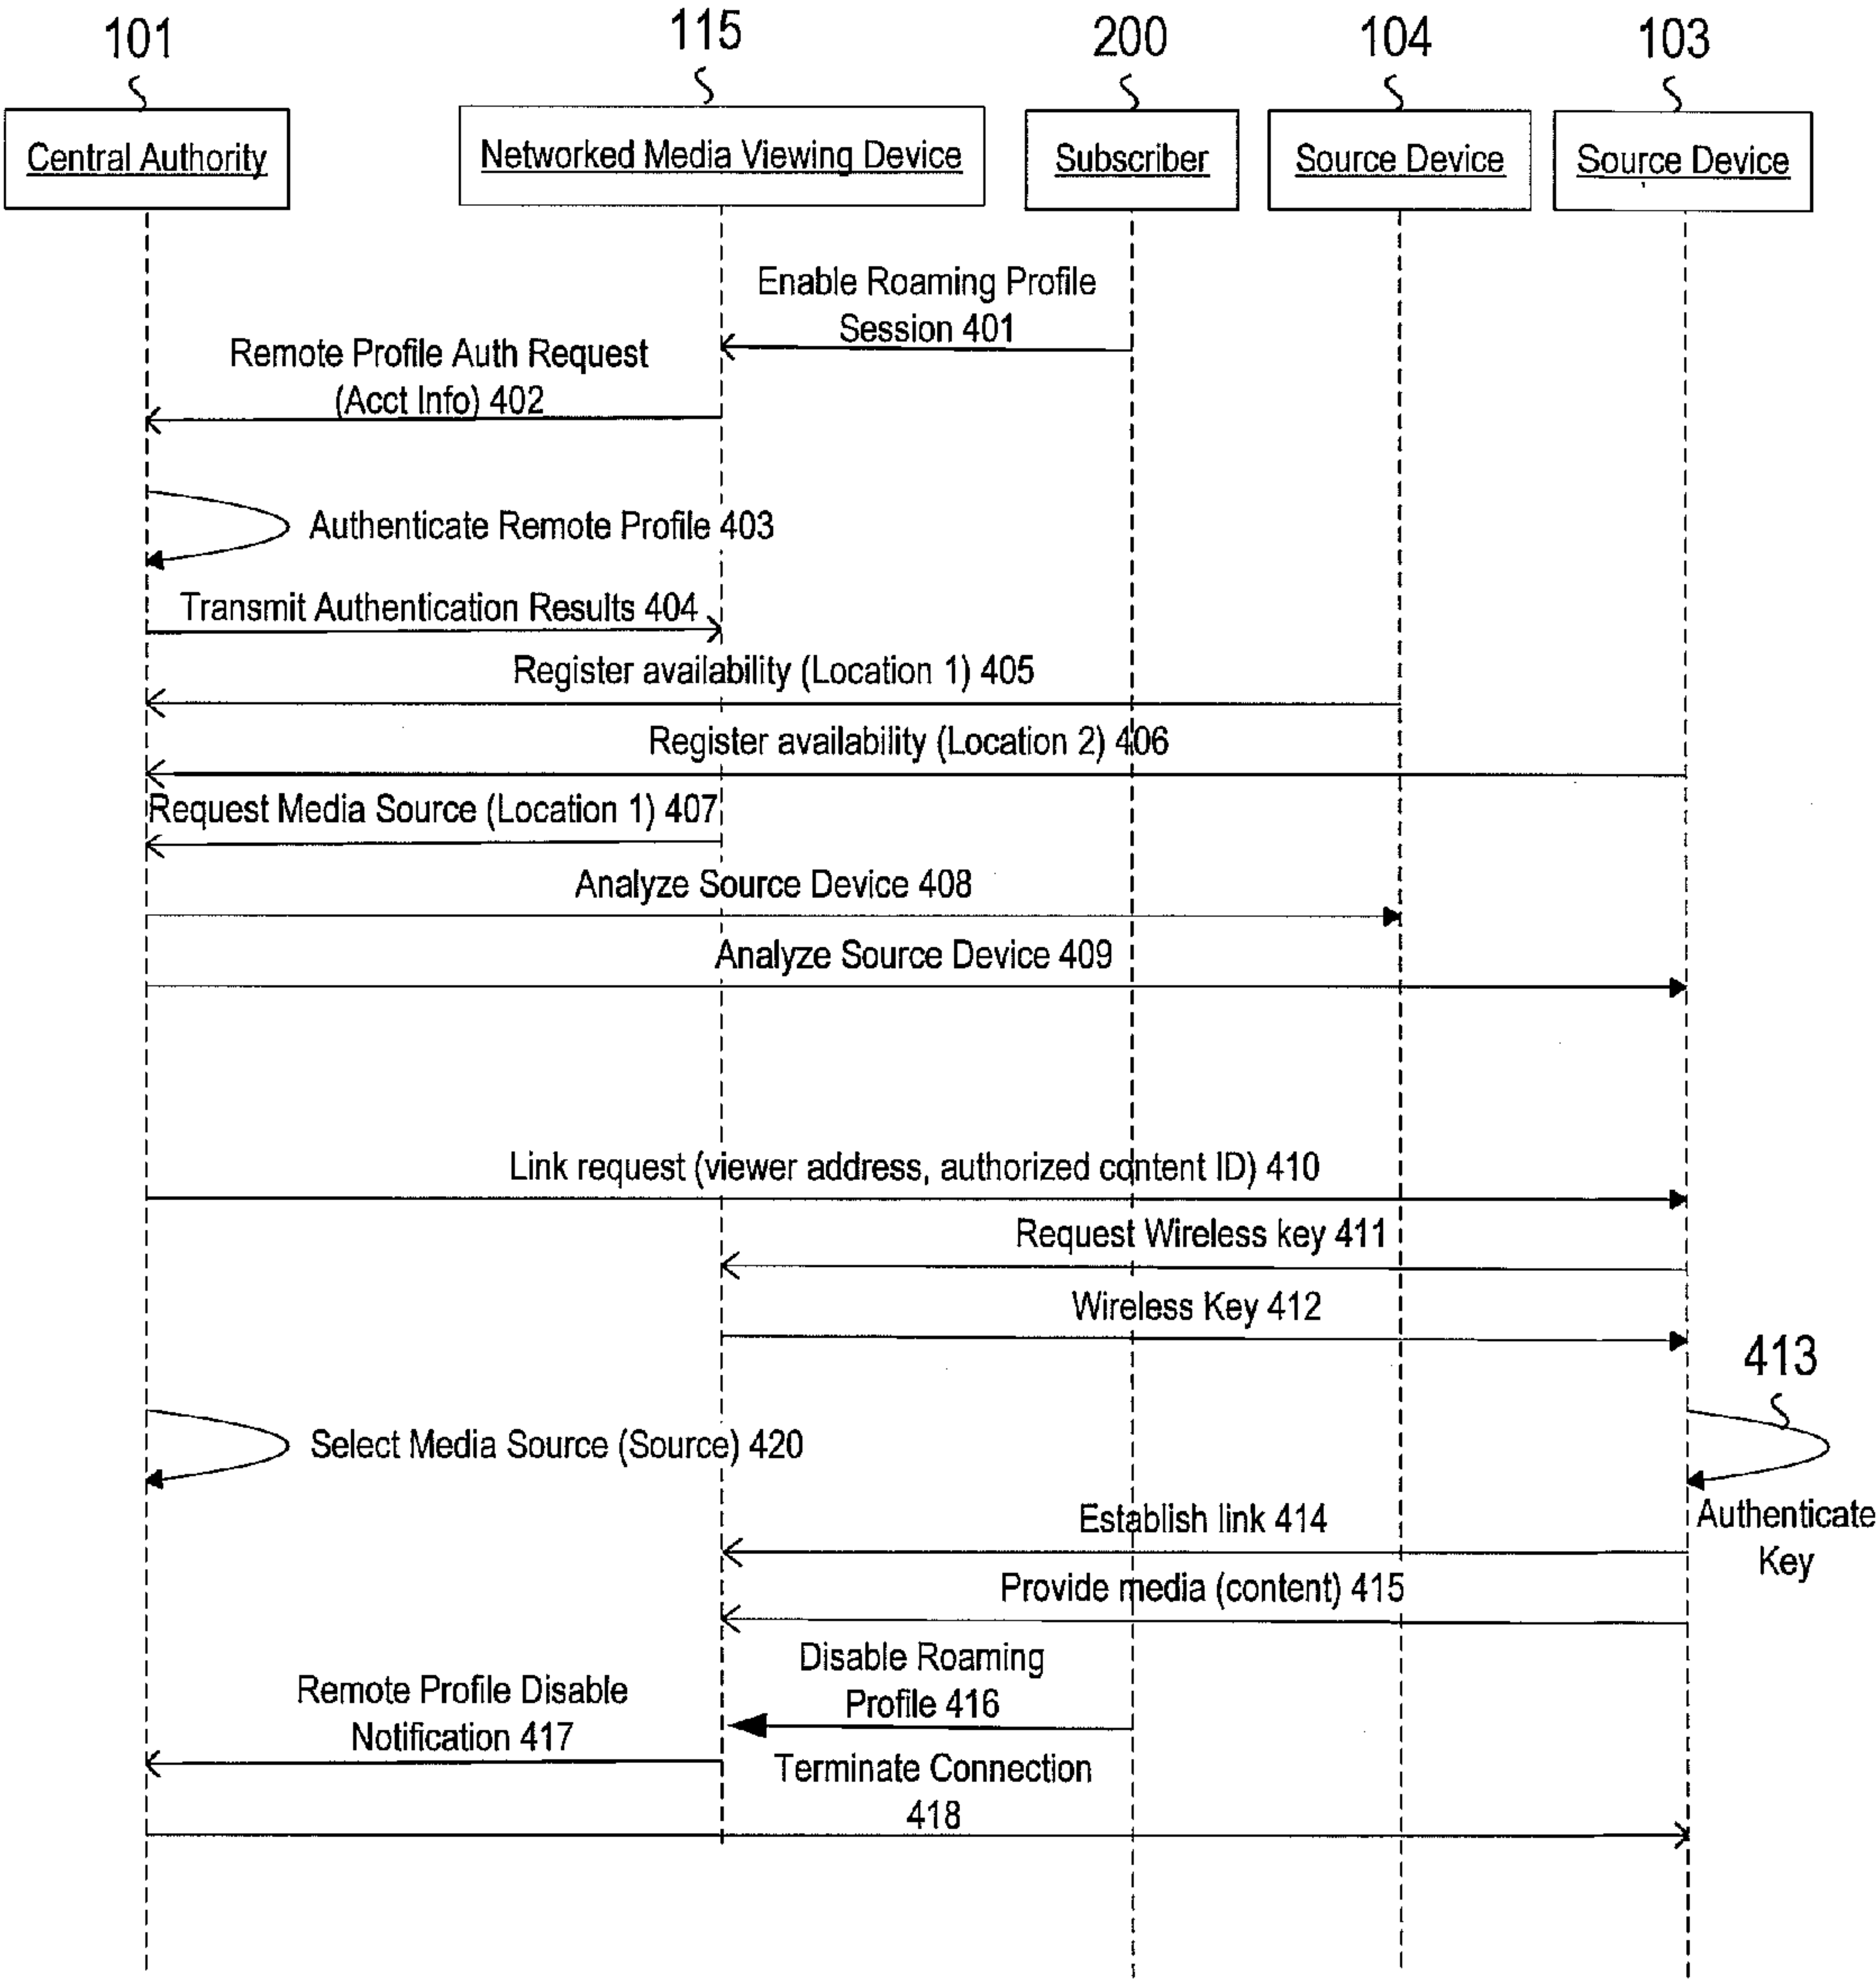 101
115
200
104
103
Central Authority
Networked Media Viewing Device
Subscriber
Source Device
Source Device
Enable Roaming Profile
Session 401
Remote Profile Auth Request
(Acct Info) 402
Authenticate Remote Profile 403
Transmit Authentication Results 404
Register availability (Location 1) 405
Register availability (Location 2) 406
Request Media Source (Location 1) 407
Analyze Source Device 408
Analyze Source Device 409
Link request (viewer address, authorized content ID) 410
Request Wireless key 411
Wireless Key 412
413
Select Media Source (Source) 420
Authenticate
Key
Establish link 414
Provide media (content) 415
Disable Roaming
Profile 416
Remote Profile Disable
Notification 417
Terminate Connection
418